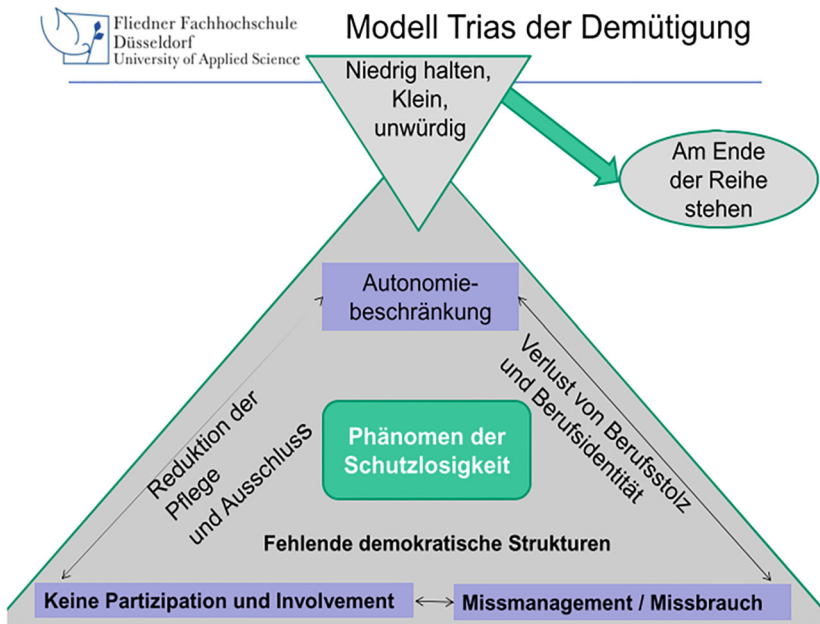 Fliedner Fachhochschule
Düsseldorf
University of Applied Science
Modell Trias der Demütigung
Niedrig halten,
Klein,
unwürdig
Am Ende
der Reihe
stehen
Autonomie-
beschränkung
Reduktion der
Pflege
und Ausschluss
Verlust von Berufsstolz
und Berufsidentität
Phänomen der
Schutzlosigkeit
Fehlende demokratische Strukturen
Keine Partizipation und Involvement
Missmanagement / Missbrauch